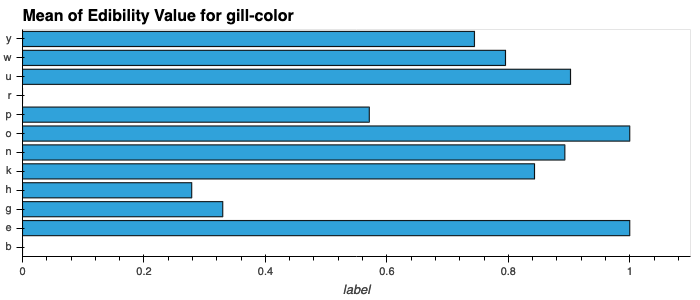 Mean of Edibility Value for gill-color
y
w
u
r
p
o
n
k
h
g
e
b
0 0.2 0.4 0.6 0.8 1
label